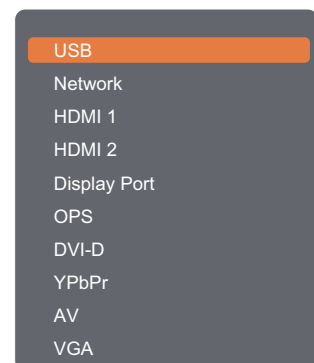 USB
Network
HDMI 1
HDMI 2
Display Port
OPS
DVI-D
YPbPr
AV
VGA